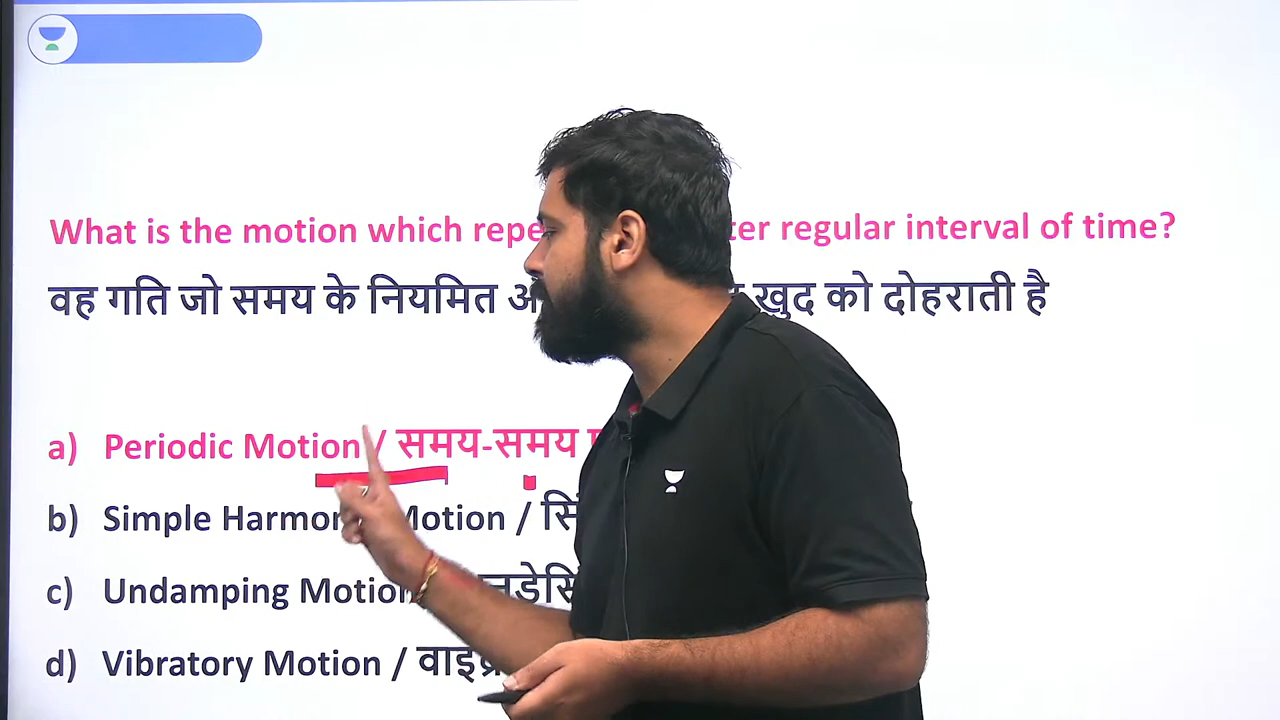 What is the motion which repe ter regular interval of time?
वह गति जो समय के नियमित खुद को दोहराती है
a) Periodic Motion / समय-समय
b) Simple Motion /
c) Undamping Motion
d) Vibratory Motion /